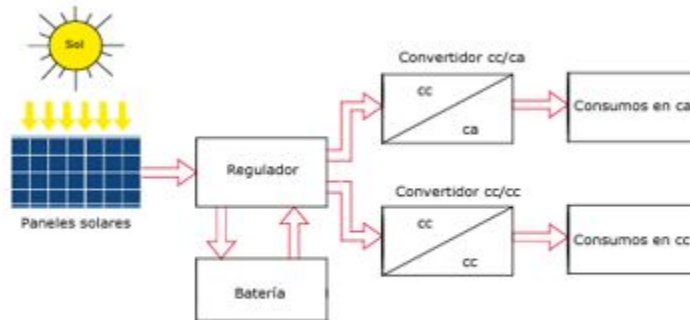 Sol
Convertidor cc/ca
cc
ca
Consumos en ca
Regulador
Paneles solares
Convertidor cc/cc
cc
cc
Consumos en cc
Batería